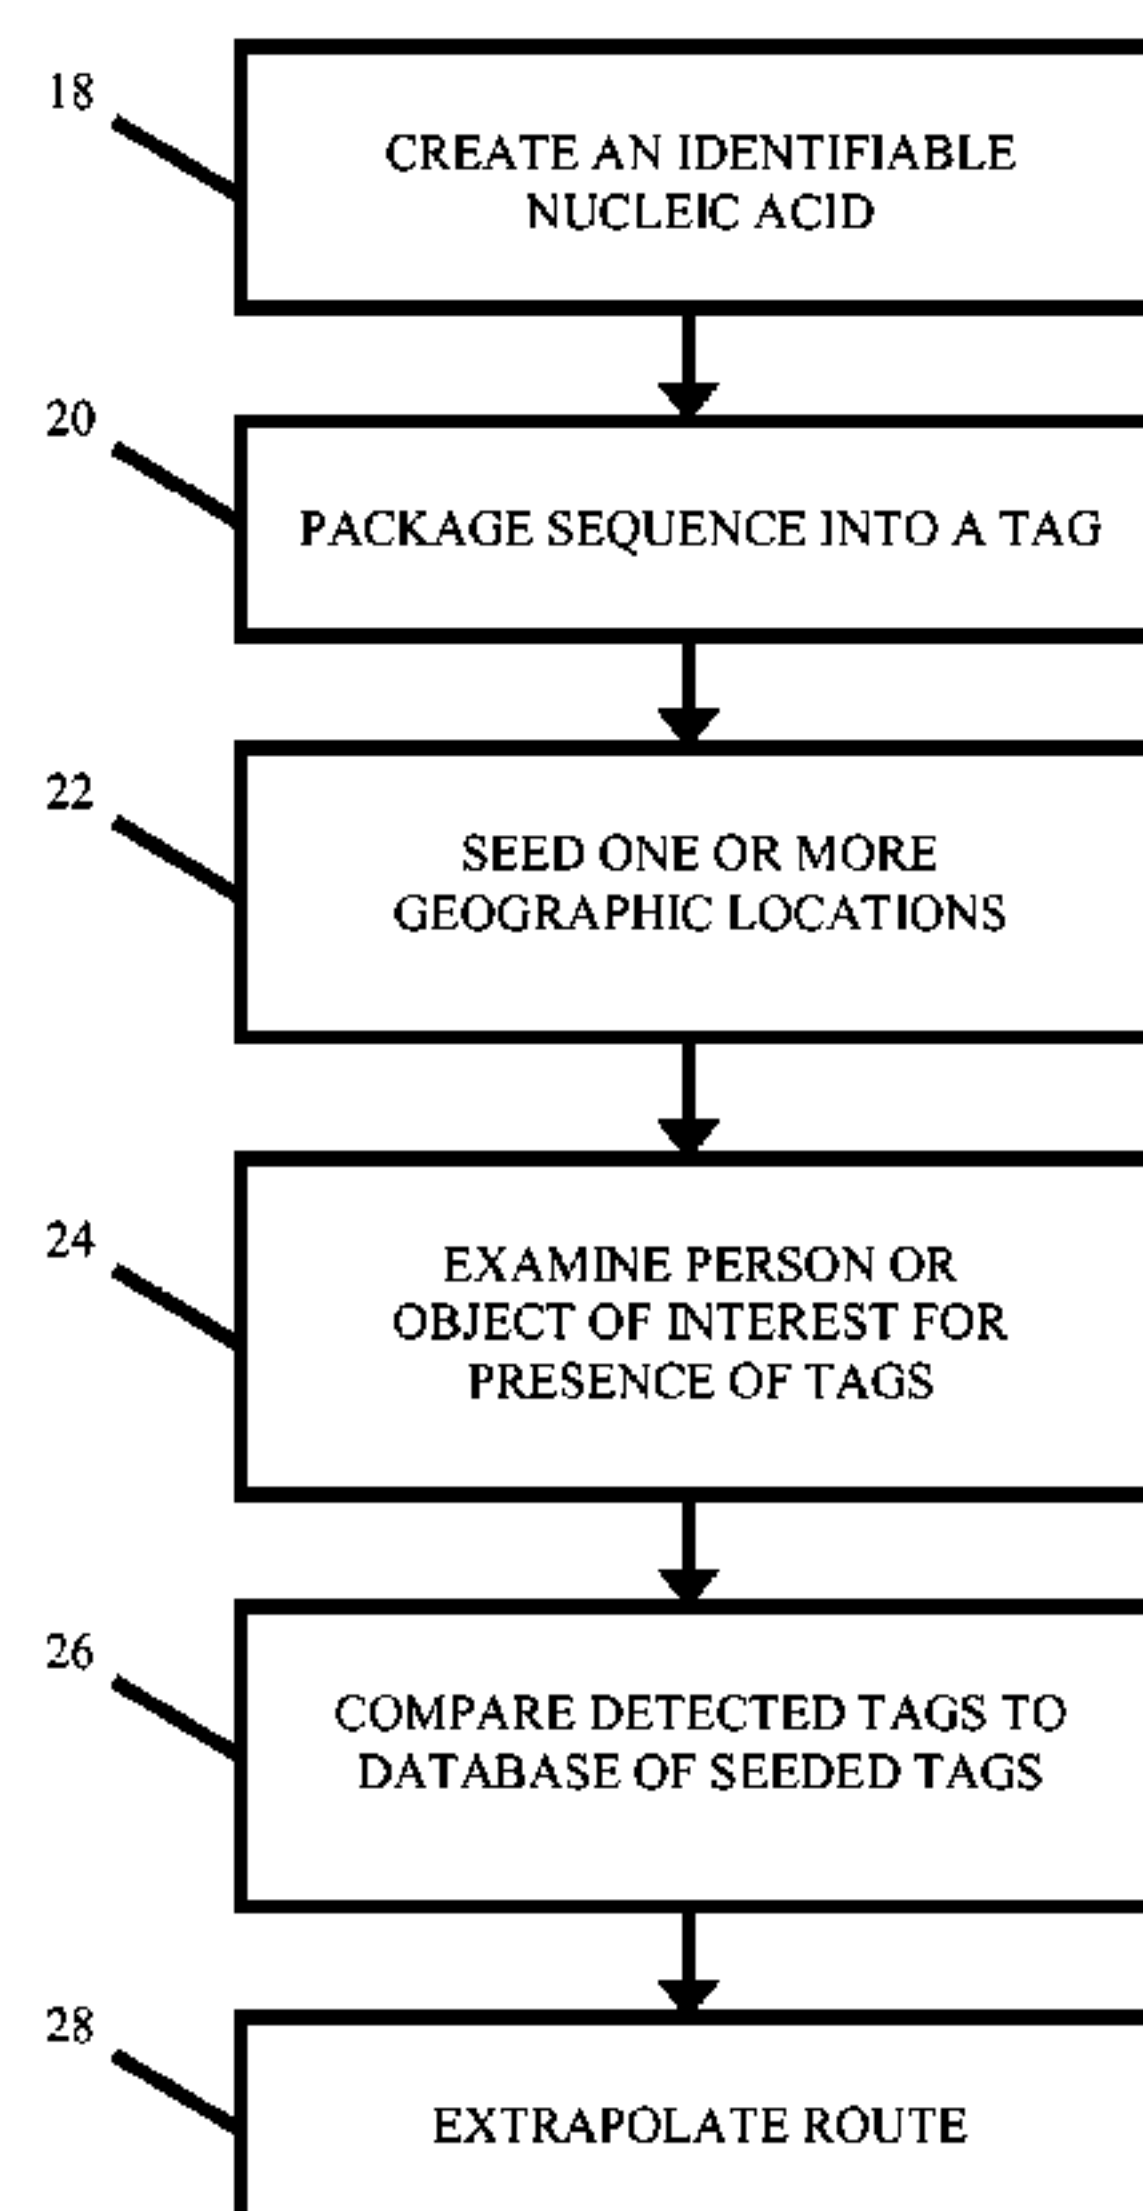 18
CREATE AN IDENTIFIABLE
NUCLEIC ACID
20
PACKAGE SEQUENCE INTO A TAG
22
SEED ONE OR MORE
GEOGRAPHIC LOCATIONS
24
EXAMINE PERSON OR
OBJECT OF INTEREST FOR
PRESENCE OF TAGS
26
COMPARE DETECTED TAGS TO
DATABASE OF SEEDED TAGS
28
EXTRAPOLATE ROUTE